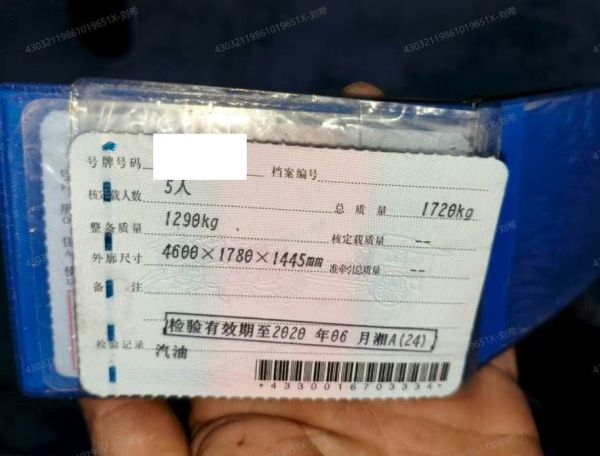 号牌号码
档案编号
核定载人数 5人
总质量 1720kg
整备质量 1290kg
核定载质量 --
外廓尺寸 4600×1780×1445mm
准牵引总质量 --
备注
检验有效期至2020 年06 月湘A(24)
检验记录 汽油
*4330016703334*